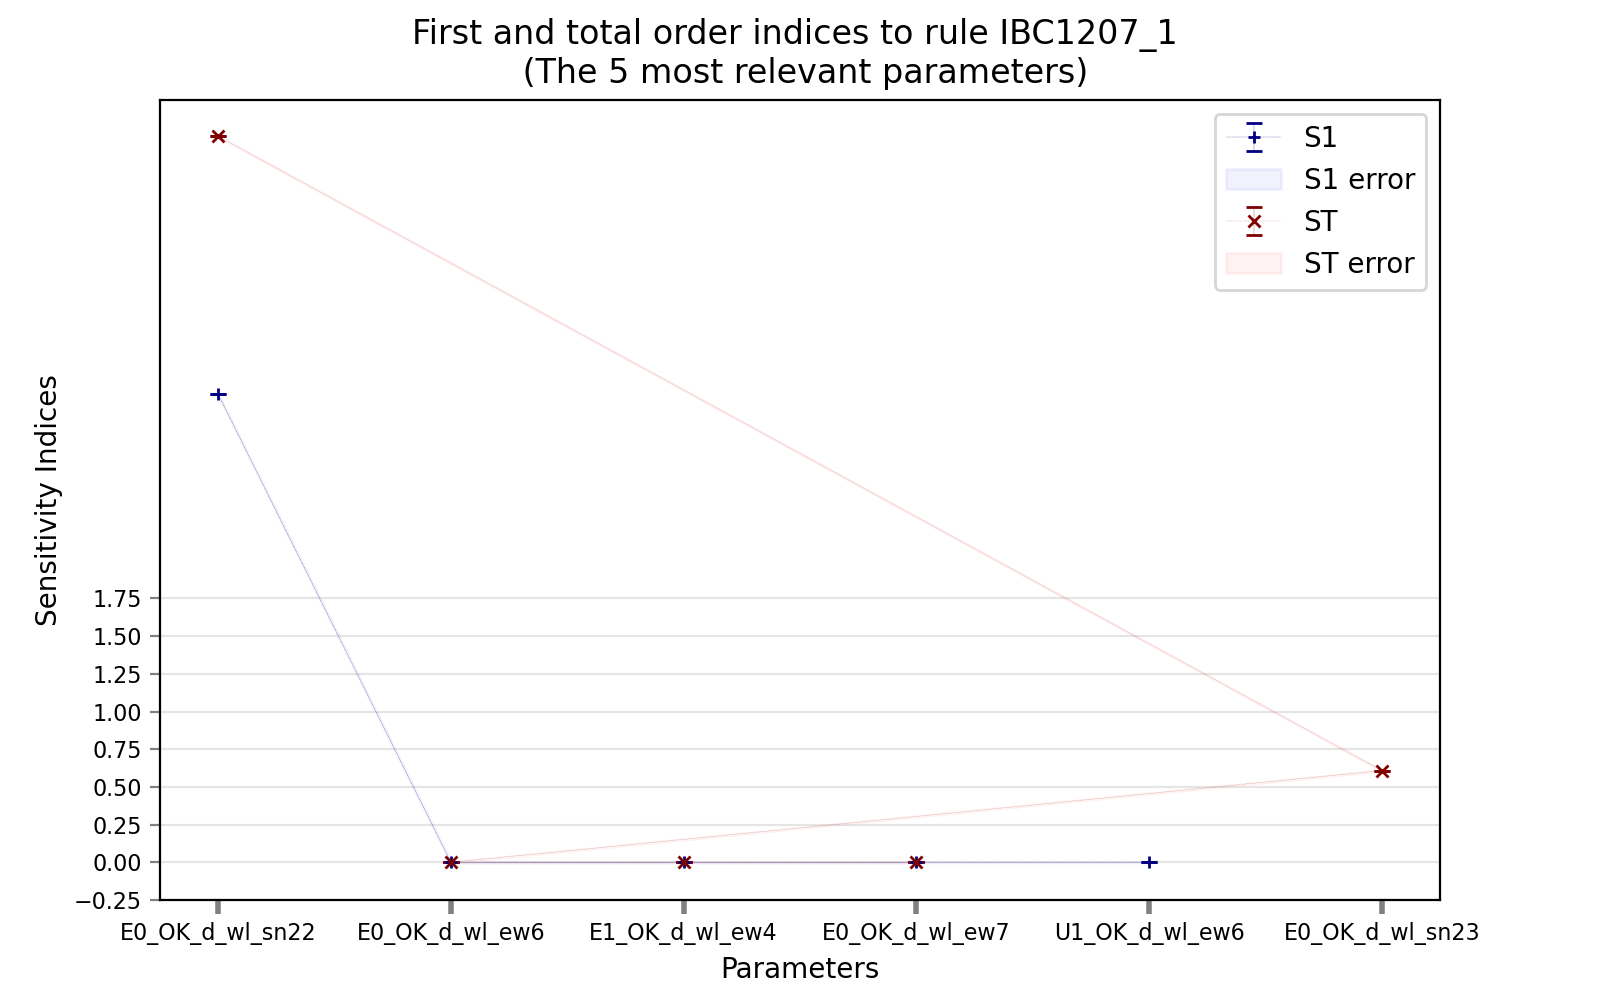 First and total order indices to rule IBC1207_1
(The 5 most relevant parameters)
S1
S1 error
ST
ST error
Sensitivity Indices
1.75
1.50
1.25
1.00
0.75
0.50
0.25
0.00
−0.25
E0_OK_d_wl_sn22 E0_OK_d_wl_ew6 E1_OK_d_wl_ew4 E0_OK_d_wl_ew7 U1_OK_d_wl_ew6 E0_OK_d_wl_sn23
Parameters